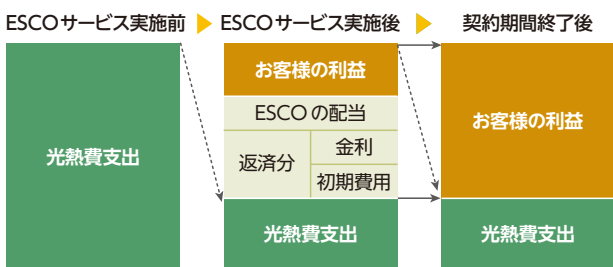 ESCOサービス実施前
ESCOサービス実施後
契約期間終了後
光熱費支出
お客様の利益
ESCOの配当
返済分
金利
初期費用
光熱費支出
お客様の利益
光熱費支出